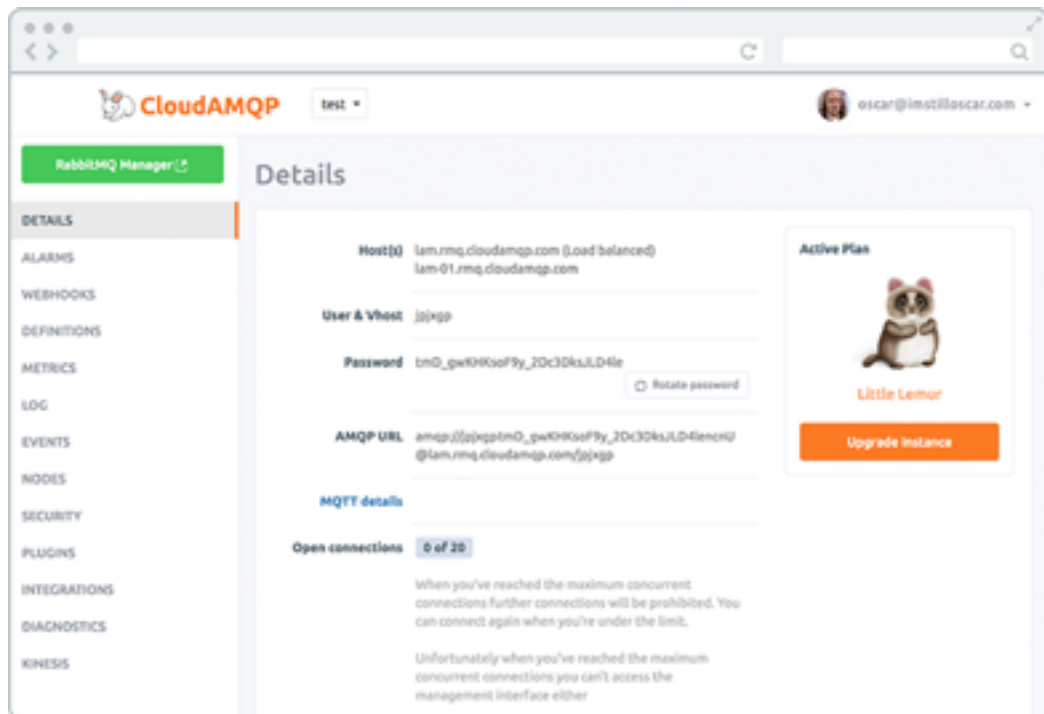 CloudAMQP
test
oscar@imstilloscar.com
RabbitMQ Manager
Details
DETAILS
ALARMS
WEBHOOKS
DEFINITIONS
METRICS
LOG
EVENTS
NODES
SECURITY
PLUGINS
INTEGRATIONS
DIAGNOSTICS
KINESIS
Host(s) lam.rmq.cloudamqp.com (Load balanced)
lam-01.rmq.cloudamqp.com
User & Vhost jpjxgp
Password
Rotate password
AMQP URL
@lam.rmq.cloudamqp.com/jpjxgp
MQTT details
Open connections 0 of 20
When you've reached the maximum concurrent
connections further connections will be prohibited. You
can connect again when you're under the limit.
Unfortunately when you've reached the maximum
concurrent connections you can't access the
management interface either
Active Plan
Little Lemur
Upgrade Instance